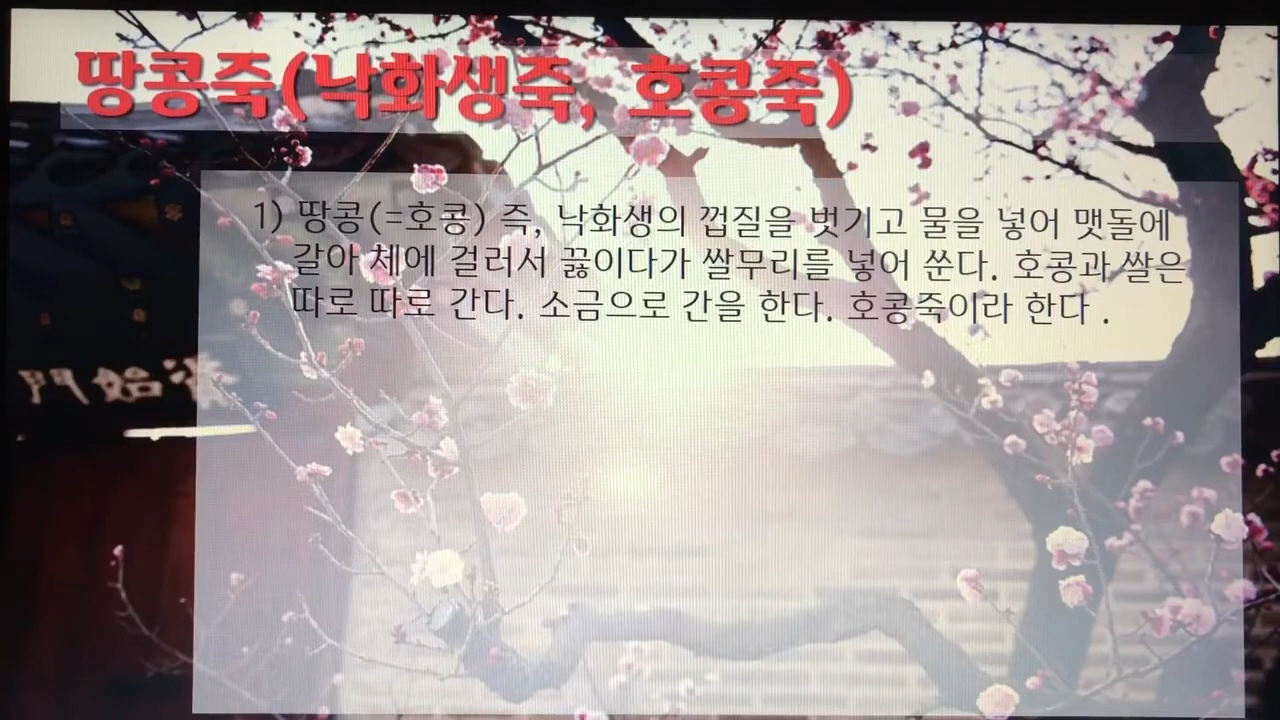 땅콩죽(낙화생죽, 호콩죽)
1) 땅콩(=호콩) 즉, 낙화생의 껍질을 벗기고 물을 넣어 맷돌에
갈아 체에 걸러서 끓이다가 쌀무리를 넣어 쑨다. 호콩과 쌀은
따로 따로 간다. 소금으로 간을 한다. 호콩죽이라 한다 .
門始